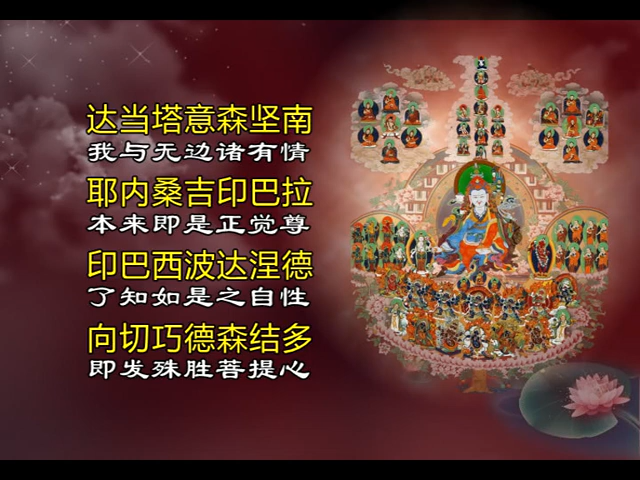 达当塔意森坚南
我与无边诸有情
耶内桑吉印巴拉
本来即是正觉尊
印巴西波达涅德
了知如是之自性
向切巧德森结多
即发殊胜菩提心